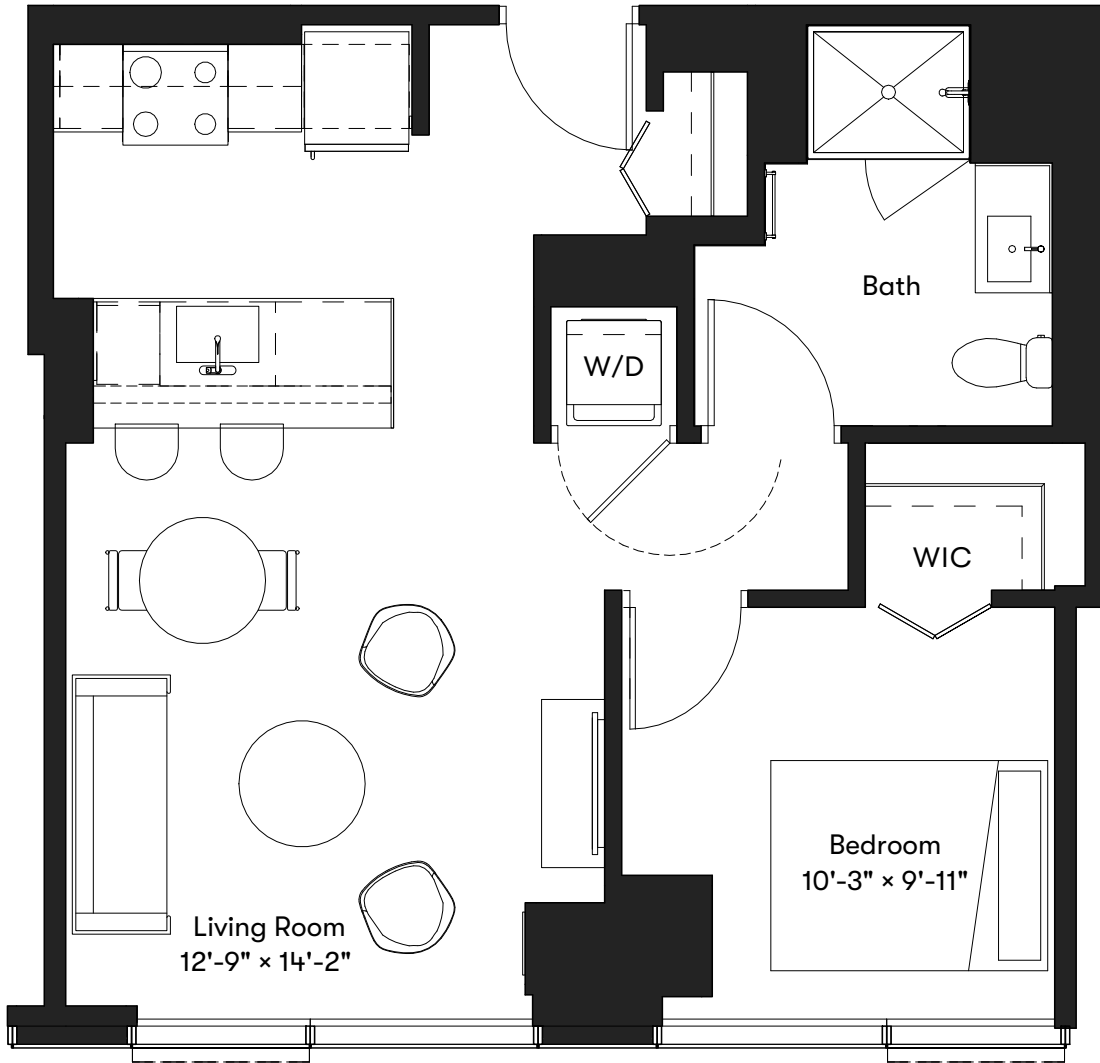 Bath
W/D
WIC
Bedroom
10'-3" × 9'-11"
Living Room
12'-9" × 14'-2"